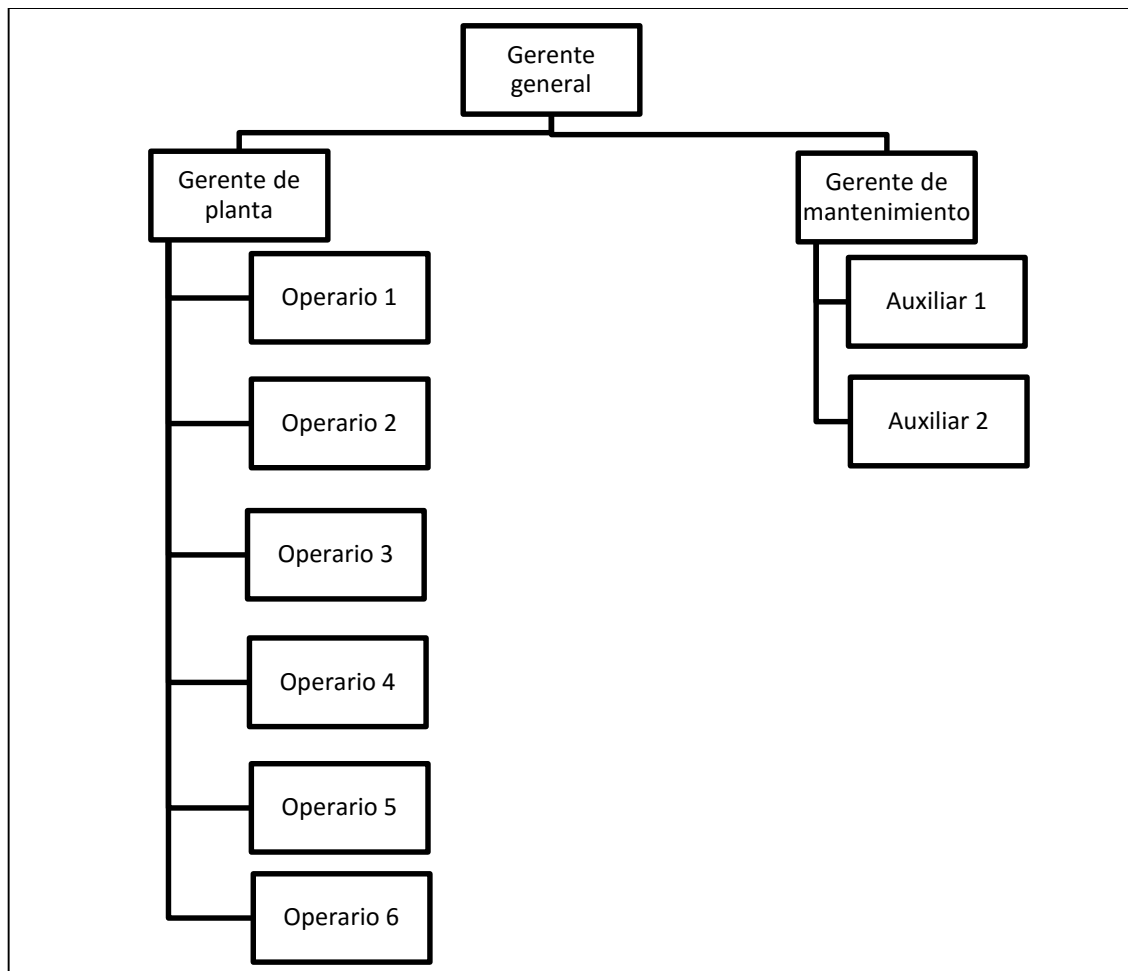 Gerente
general
Gerente de
planta
Gerente de
mantenimiento
Operario 1
Auxiliar 1
Operario 2
Auxiliar 2
Operario 3
Operario 4
Operario 5
Operario 6